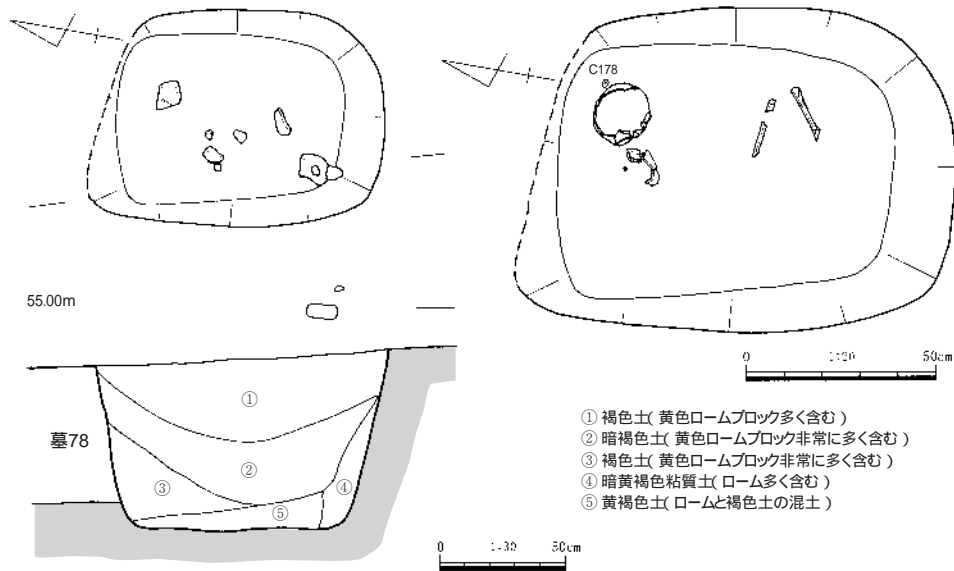 C178
55.00m
①
墓78
②
③
④
⑤
0 1:20 50cm
① 褐色土( 黄色ロームブロック多く含む )
② 暗褐色土( 黄色ロームブロック非常に多く含む )
③ 褐色土( 黄色ロームブロック非常に多く含む )
④ 暗黄褐色粘質土( ローム多く含む )
⑤ 黄褐色土( ロームと褐色土の混土 )
0 1:30 50cm